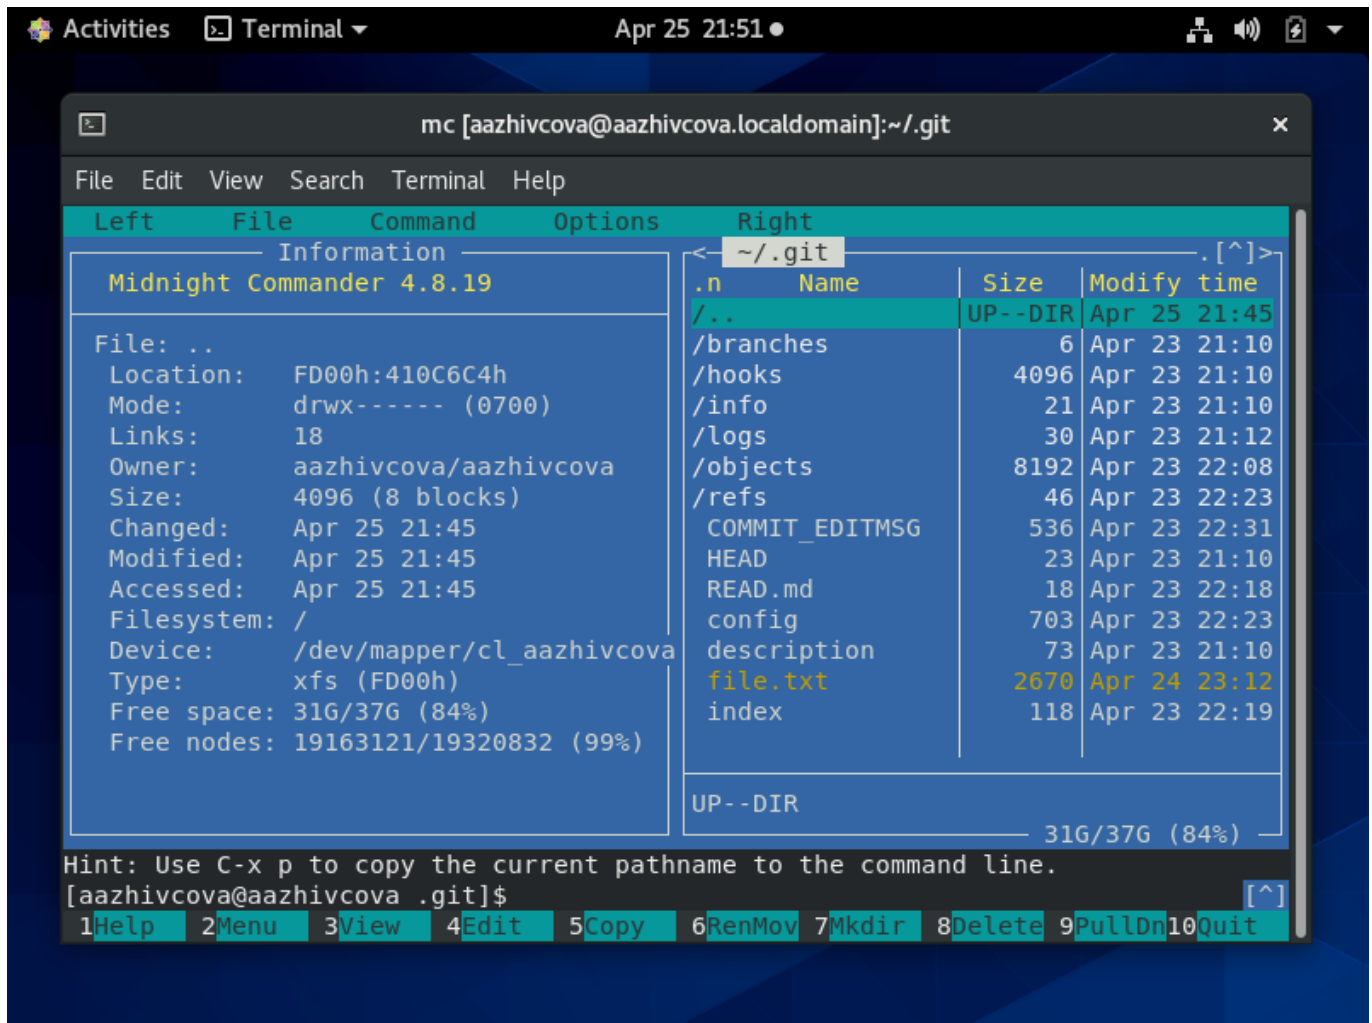 Activities Terminal Apr 25 21:51
mc [aazhivcova@aazhivcova.localdomain]:~/.git ×
File Edit View Search Terminal Help
Left File Command Options Right
Information
Midnight Commander 4.8.19
File: ..
Location: FD00h:410C6C4h
Mode: drwx------ (0700)
Links: 18
Owner: aazhivcova/aazhivcova
Size: 4096 (8 blocks)
Changed: Apr 25 21:45
Modified: Apr 25 21:45
Accessed: Apr 25 21:45
Filesystem: /
Device: /dev/mapper/cl_aazhivcova
Type: xfs (FD00h)
Free space: 31G/37G (84%)
Free nodes: 19163121/19320832 (99%)
<- ~/.git .[^]>
.n Name Size Modify time
/.. UP--DIR Apr 25 21:45
/branches 6 Apr 23 21:10
/hooks 4096 Apr 23 21:10
/info 21 Apr 23 21:10
/logs 30 Apr 23 21:12
/objects 8192 Apr 23 22:08
/refs 46 Apr 23 22:23
COMMIT_EDITMSG 536 Apr 23 22:31
HEAD 23 Apr 23 21:10
READ.md 18 Apr 23 22:18
config 703 Apr 23 22:23
description 73 Apr 23 21:10
file.txt 2670 Apr 24 23:12
index 118 Apr 23 22:19
UP--DIR
31G/37G (84%)
Hint: Use C-x p to copy the current pathname to the command line.
[aazhivcova@aazhivcova .git]$ [^]
1Help 2Menu 3View 4Edit 5Copy 6RenMov 7Mkdir 8Delete 9PullDn 10Quit